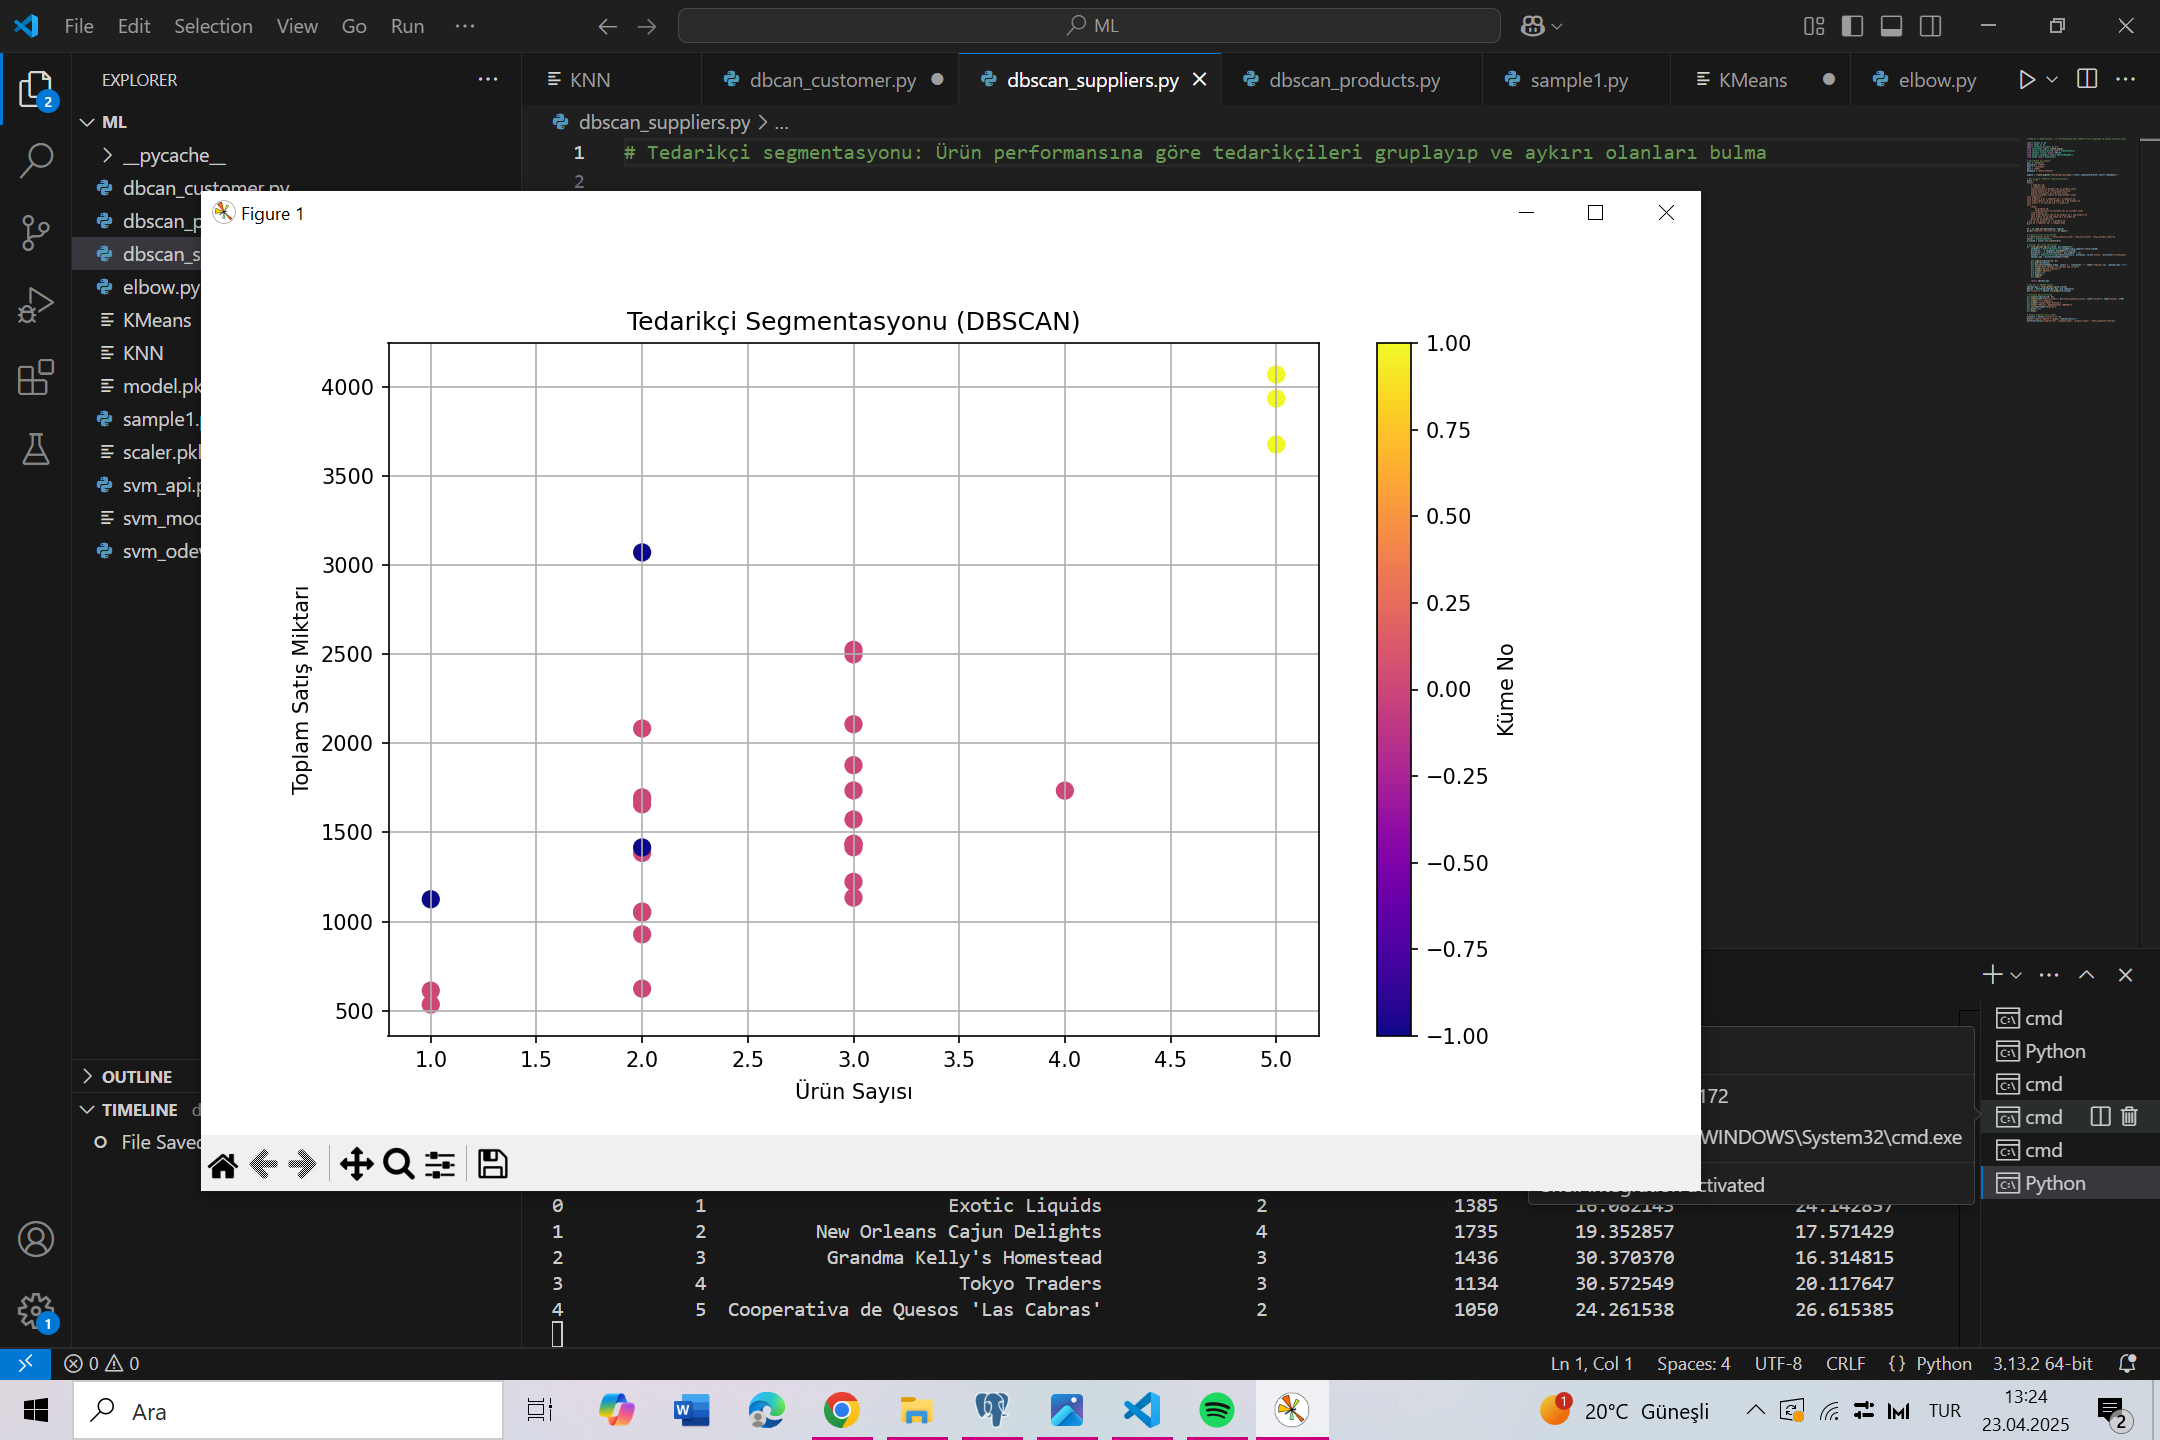 File Edit Selection View Go Run ···
ML
EXPLORER
2
ML
__pycache__
dbcan_customer.py
dbscan_p
dbscan_s
elbow.py
KMeans
KNN
model.pk
sample1.
scaler.pkl
svm_api.p
svm_mod
svm_odev
OUTLINE
TIMELINE
File Saved
1
KNN
dbcan_customer.py
dbscan_suppliers.py
dbscan_products.py
sample1.py
KMeans
elbow.py
dbscan_suppliers.py > ...
1 # Tedarikçi segmentasyonu: Ürün performansına göre tedarikçileri gruplayıp ve aykırı olanları bulma
2
Figure 1
Tedarikçi Segmentasyonu (DBSCAN)
Toplam Satış Miktarı
4000
3500
3000
2500
2000
1500
1000
500
1.0 1.5 2.0 2.5 3.0 3.5 4.0 4.5 5.0
Ürün Sayısı
1.00
0.75
0.50
0.25
0.00
−0.25
−0.50
−0.75
−1.00
Küme No
172
WINDOWS\System32\cmd.exe
activated
cmd
Python
cmd
cmd
cmd
Python
0 1 Exotic Liquids 2 1385 16.082143 24.142857
1 2 New Orleans Cajun Delights 4 1735 19.352857 17.571429
2 3 Grandma Kelly's Homestead 3 1436 30.370370 16.314815
3 4 Tokyo Traders 3 1134 30.572549 20.117647
4 5 Cooperativa de Quesos 'Las Cabras' 2 1050 24.261538 26.615385
0 0
Ln 1, Col 1 Spaces: 4 UTF-8 CRLF {} Python 3.13.2 64-bit
Ara
1
20°C Güneşli
TUR
13:24
23.04.2025
2